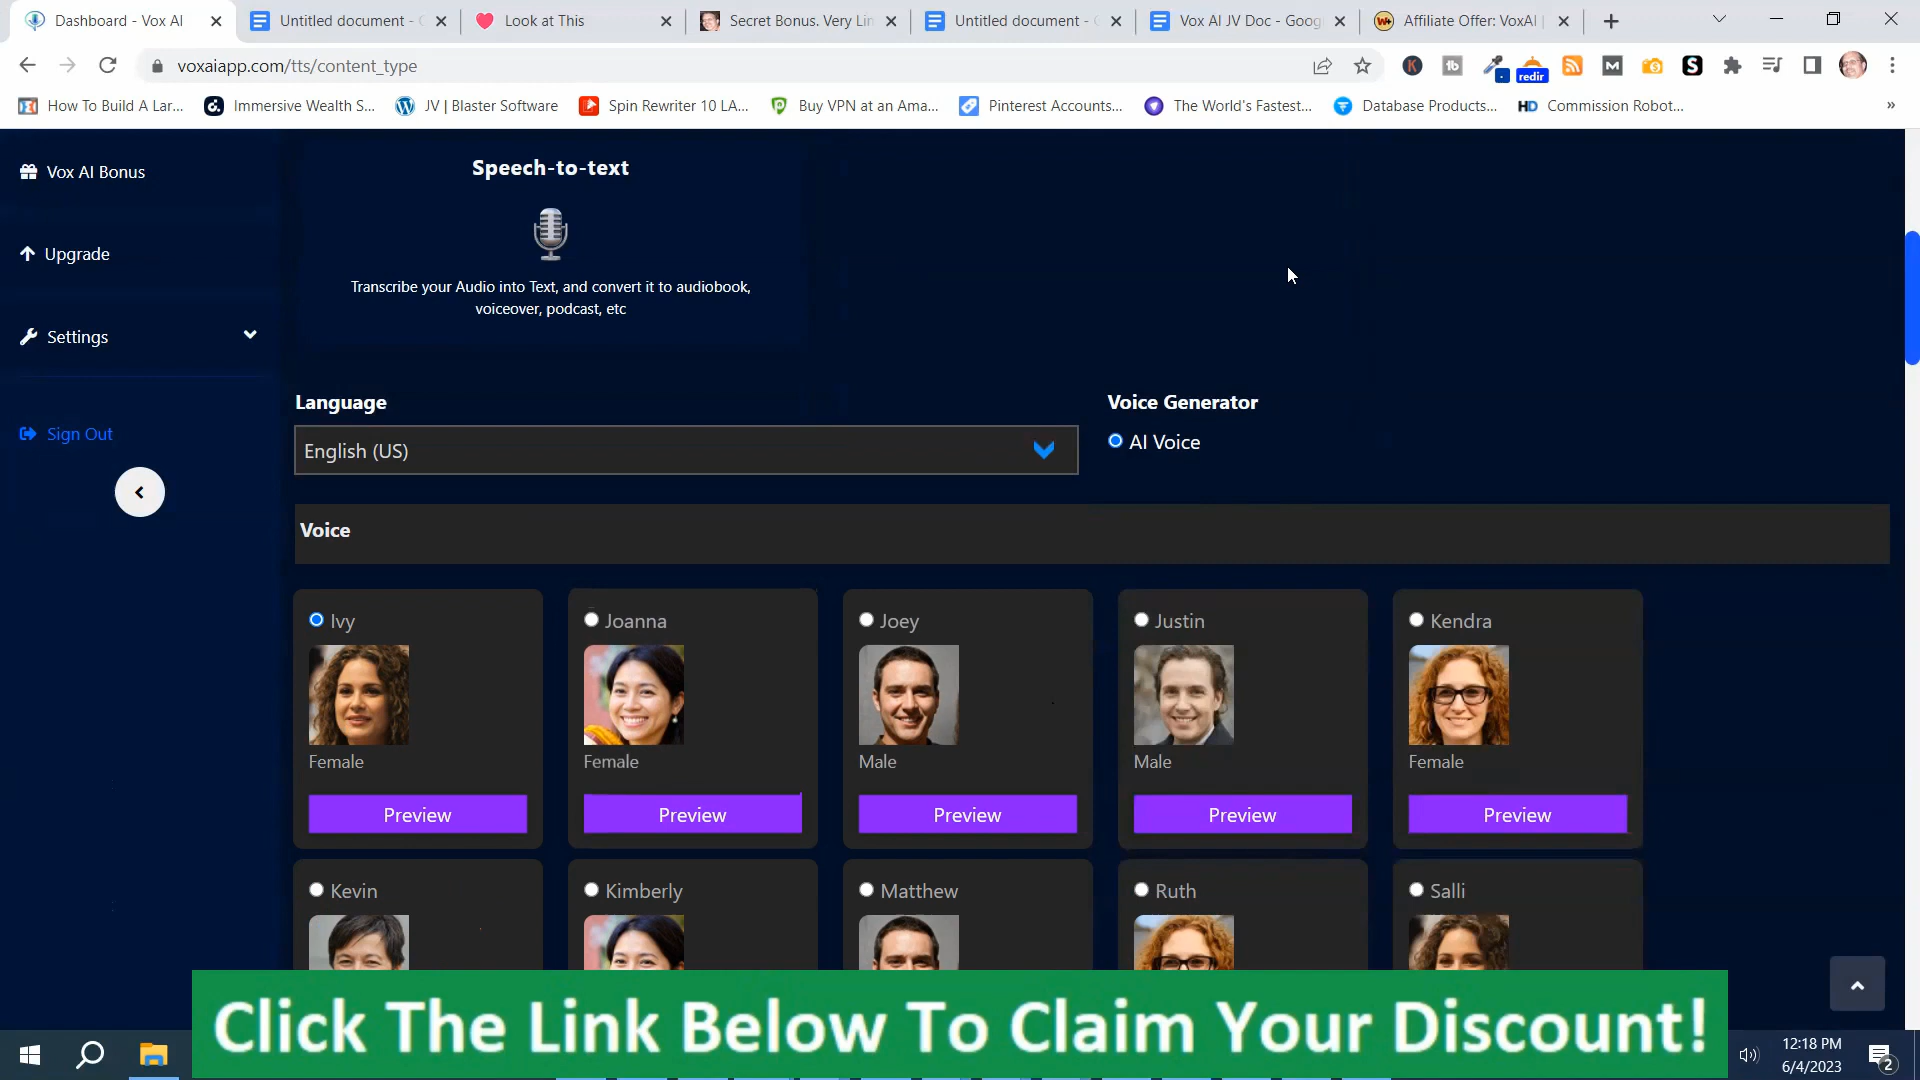 Dashboard - Vox AI
Untitled document -
Look at This
Secret Bonus. Very Lin
Untitled document -
Vox AI JV Doc - Goog
Affiliate Offer: VoxAI |
voxaiapp.com/tts/content_type
redir
How To Build A Lar...
Immersive Wealth S...
JV | Blaster Software
Spin Rewriter 10 LA...
Buy VPN at an Ama...
Pinterest Accounts...
The World's Fastest...
Database Products...
HD
Commission Robot...
»
Vox AI Bonus
Upgrade
Settings
Sign Out
Speech-to-text
Transcribe your Audio into Text, and convert it to audiobook,
voiceover, podcast, etc
Language
Voice Generator
English (US)
AI Voice
Voice
Ivy
Joanna
Joey
Justin
Kendra
Female
Female
Male
Male
Female
Preview
Preview
Preview
Preview
Preview
Kevin
Kimberly
Matthew
Ruth
Salli
Click The Link Below To Claim Your Discount!
12:18 PM
6/4/2023
2